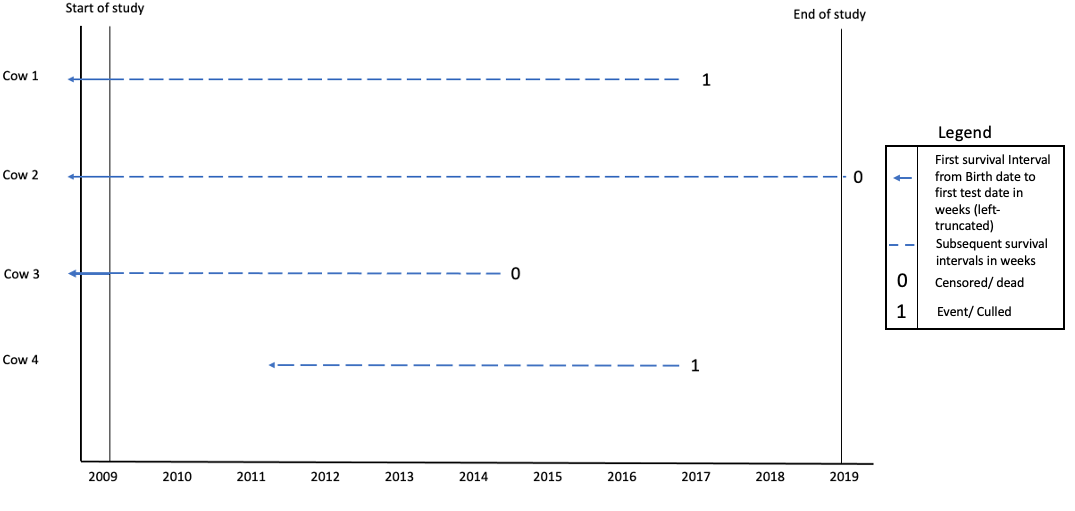 Start of study
End of study
Cow 1
1
Cow 2
0
Cow 3
0
Cow 4
1
2009 2010 2011 2012 2013 2014 2015 2016 2017 2018 2019
Legend
First survival Interval
from Birth date to
first test date in
weeks (left-
truncated)
Subsequent survival
intervals in weeks
0 Censored/ dead
1 Event/ Culled